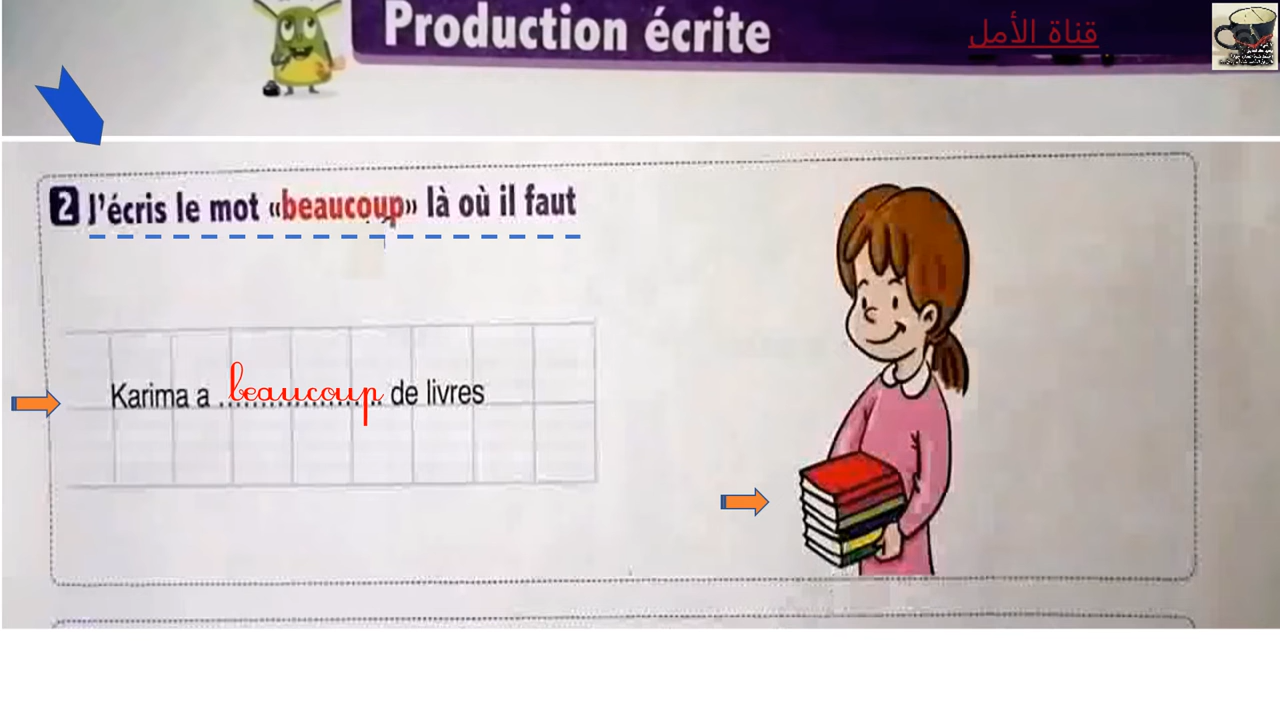 Production écrite
قناة الأمل
2 J'écris le mot «beaucoup» là où il faut
Karima a beaucoup de livres